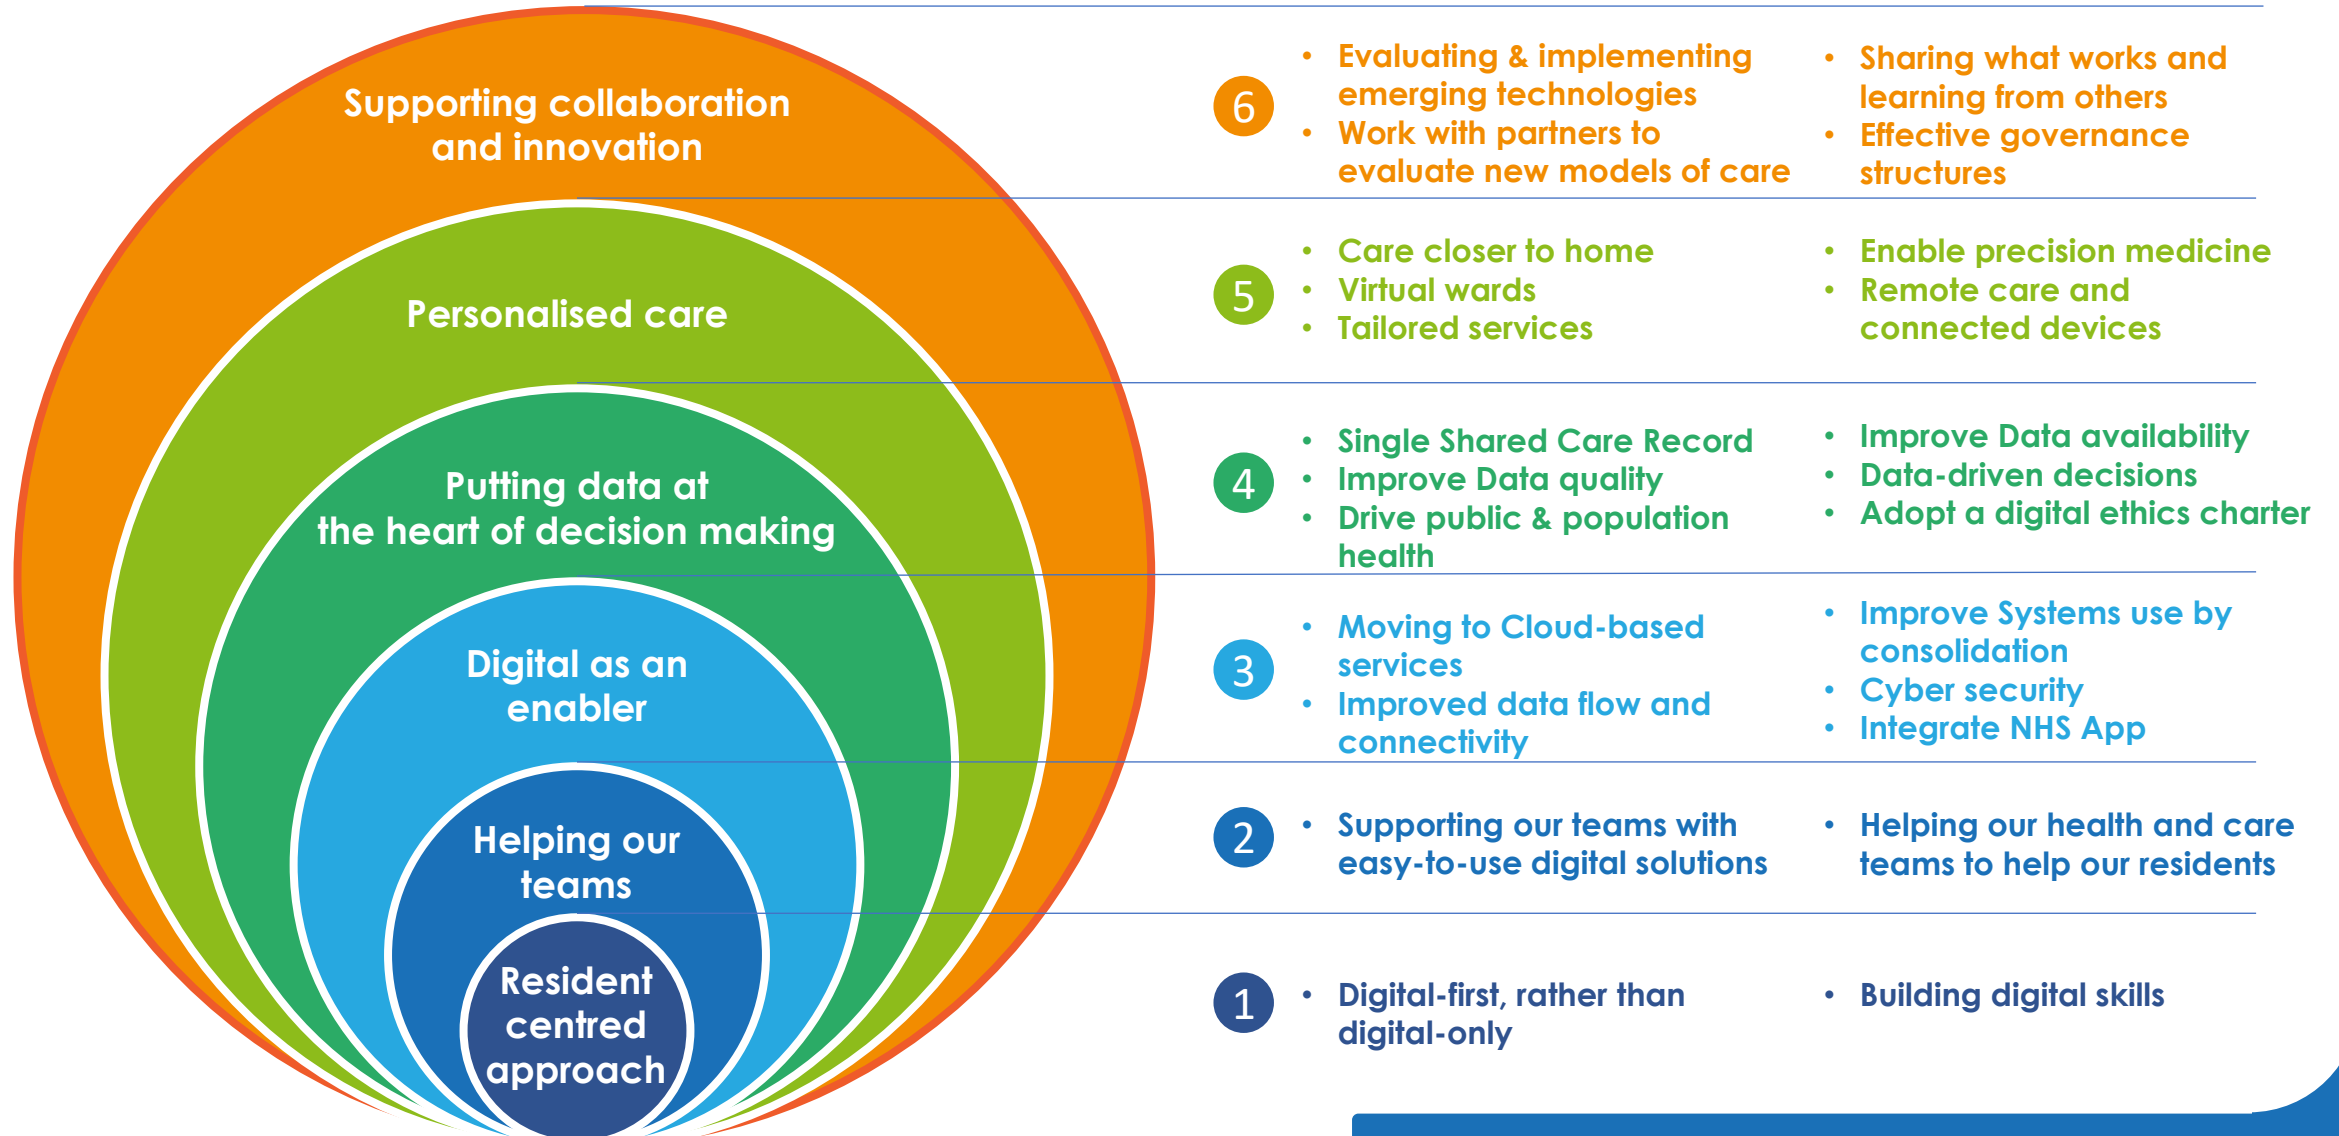 Supporting collaboration
and innovation
6
• Evaluating & implementing
emerging technologies
• Work with partners to
evaluate new models of care
• Sharing what works and
learning from others
• Effective governance
structures
Personalised care
5
• Care closer to home
• Virtual wards
• Tailored services
• Enable precision medicine
• Remote care and
connected devices
Putting data at
the heart of decision making
4
• Single Shared Care Record
• Improve Data quality
• Drive public & population
health
• Improve Data availability
• Data-driven decisions
• Adopt a digital ethics charter
Digital as an
enabler
3
• Moving to Cloud-based
services
• Improved data flow and
connectivity
• Improve Systems use by
consolidation
• Cyber security
• Integrate NHS App
Helping our
teams
2
• Supporting our teams with
easy-to-use digital solutions
• Helping our health and care
teams to help our residents
Resident
centred
approach
1
• Digital-first, rather than
digital-only
• Building digital skills